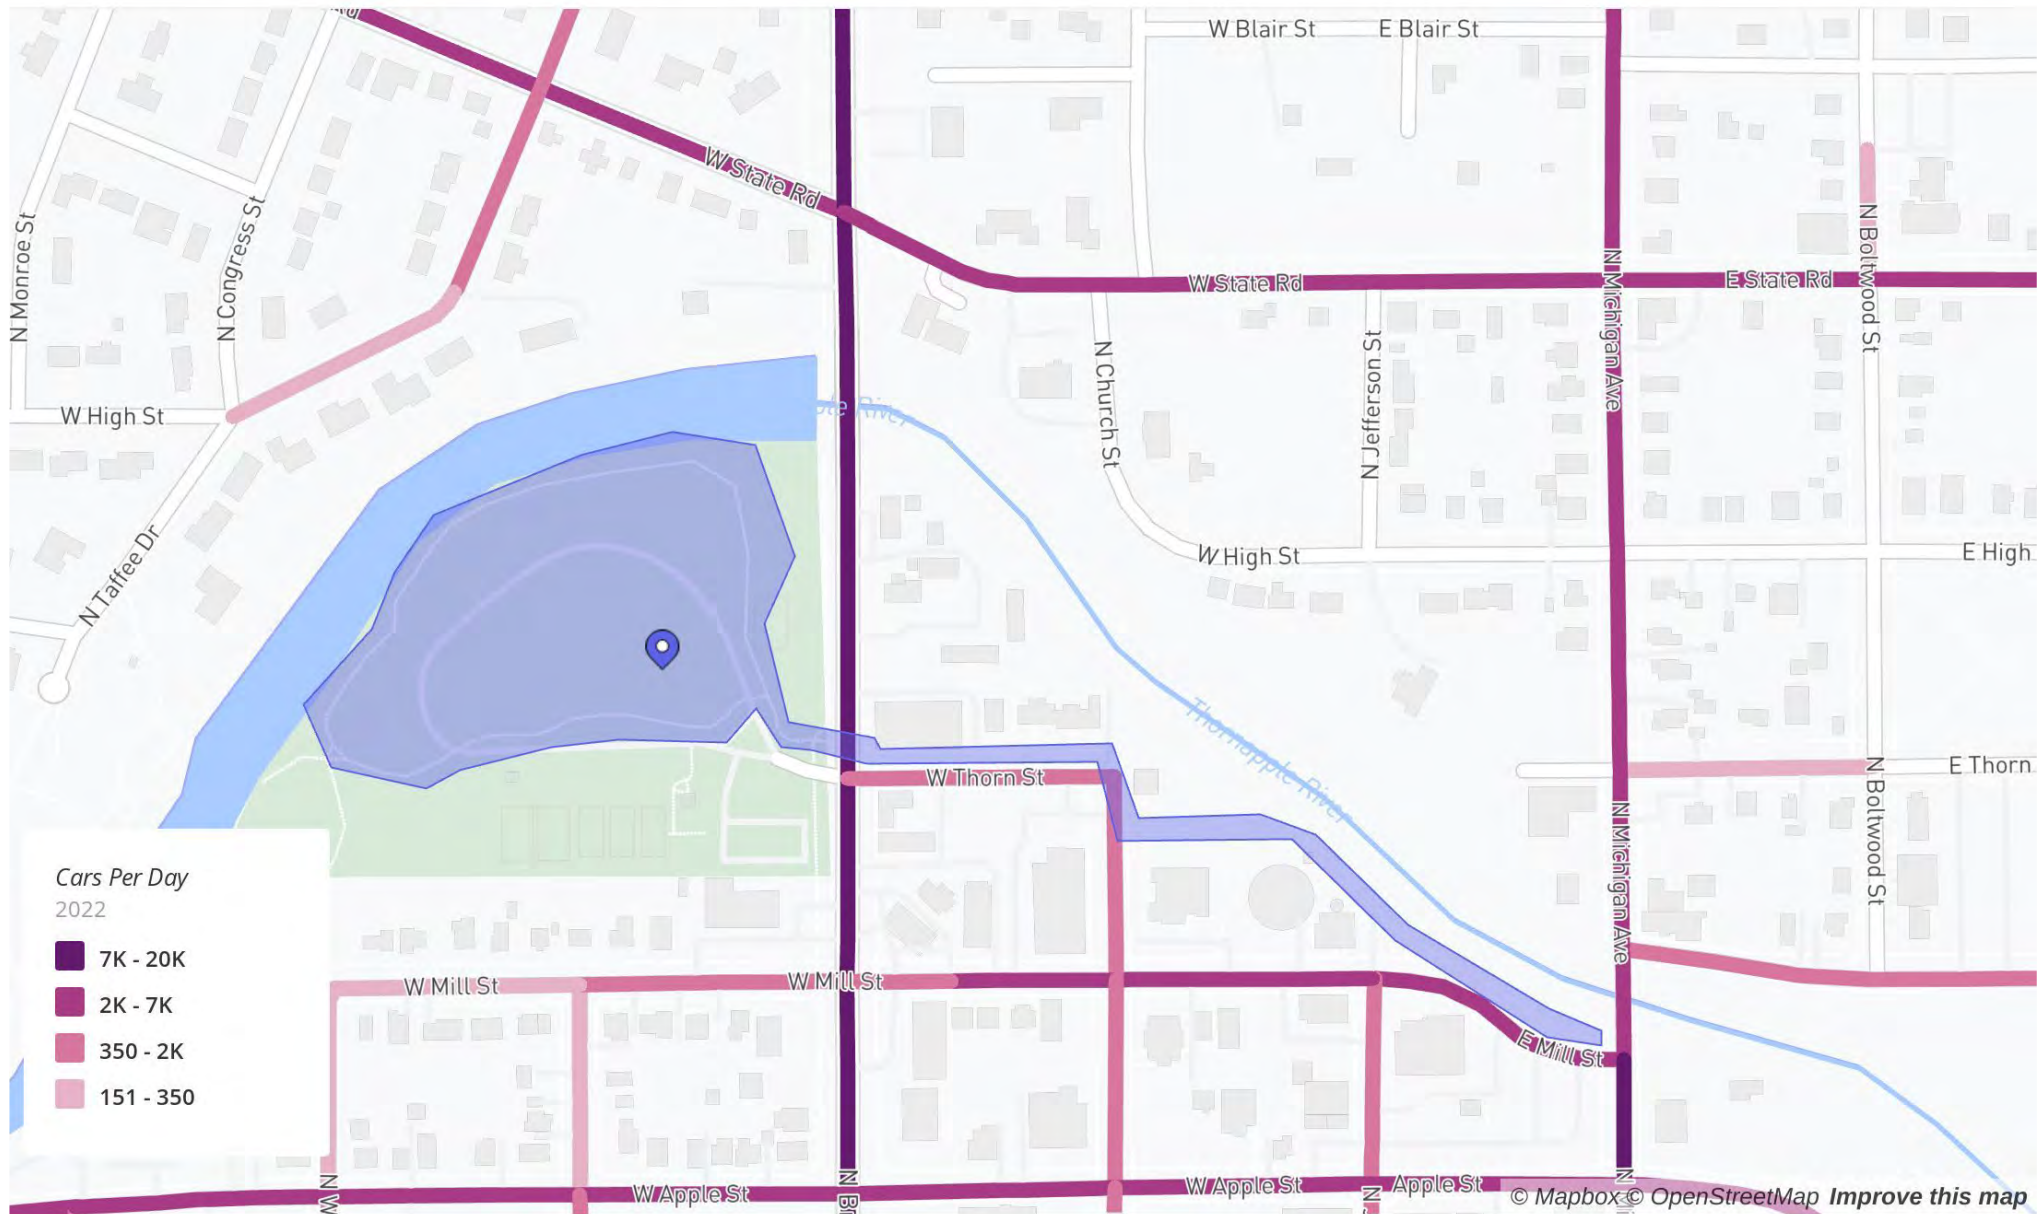 W Blair St
E Blair St
W State Rd
N Monroe St
N Congress St
N Boltwood St
W State Rd
E State Rd
N Michigan Ave
N Church St
N Jefferson St
W High St
River
W High St
E High
N Taffee Dr
Thornapple River
W Thorn St
E Thorn
N Boltwood St
N Michigan Ave
Cars Per Day
2022
7K - 20K
2K - 7K
350 - 2K
151 - 350
W Mill St
W Mill St
E Mill St
W Apple St
W Apple St
Apple St
© Mapbox © OpenStreetMap Improve this map